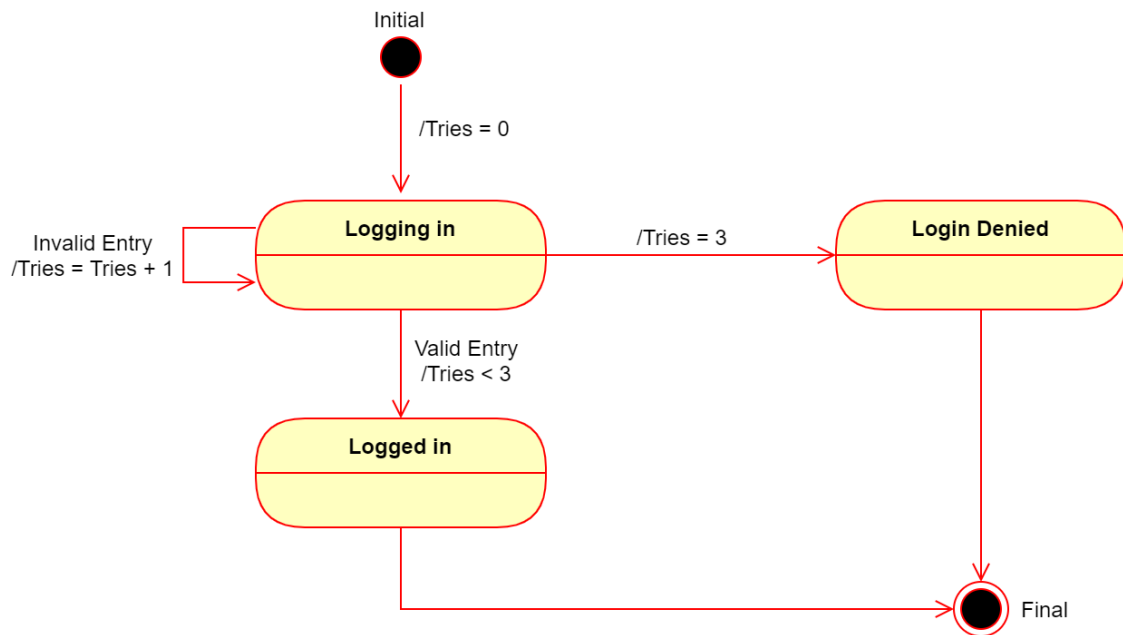 Initial
/Tries = 0
Logging in
Login Denied
Invalid Entry
/Tries = Tries + 1
/Tries = 3
Valid Entry
/Tries < 3
Logged in
Final